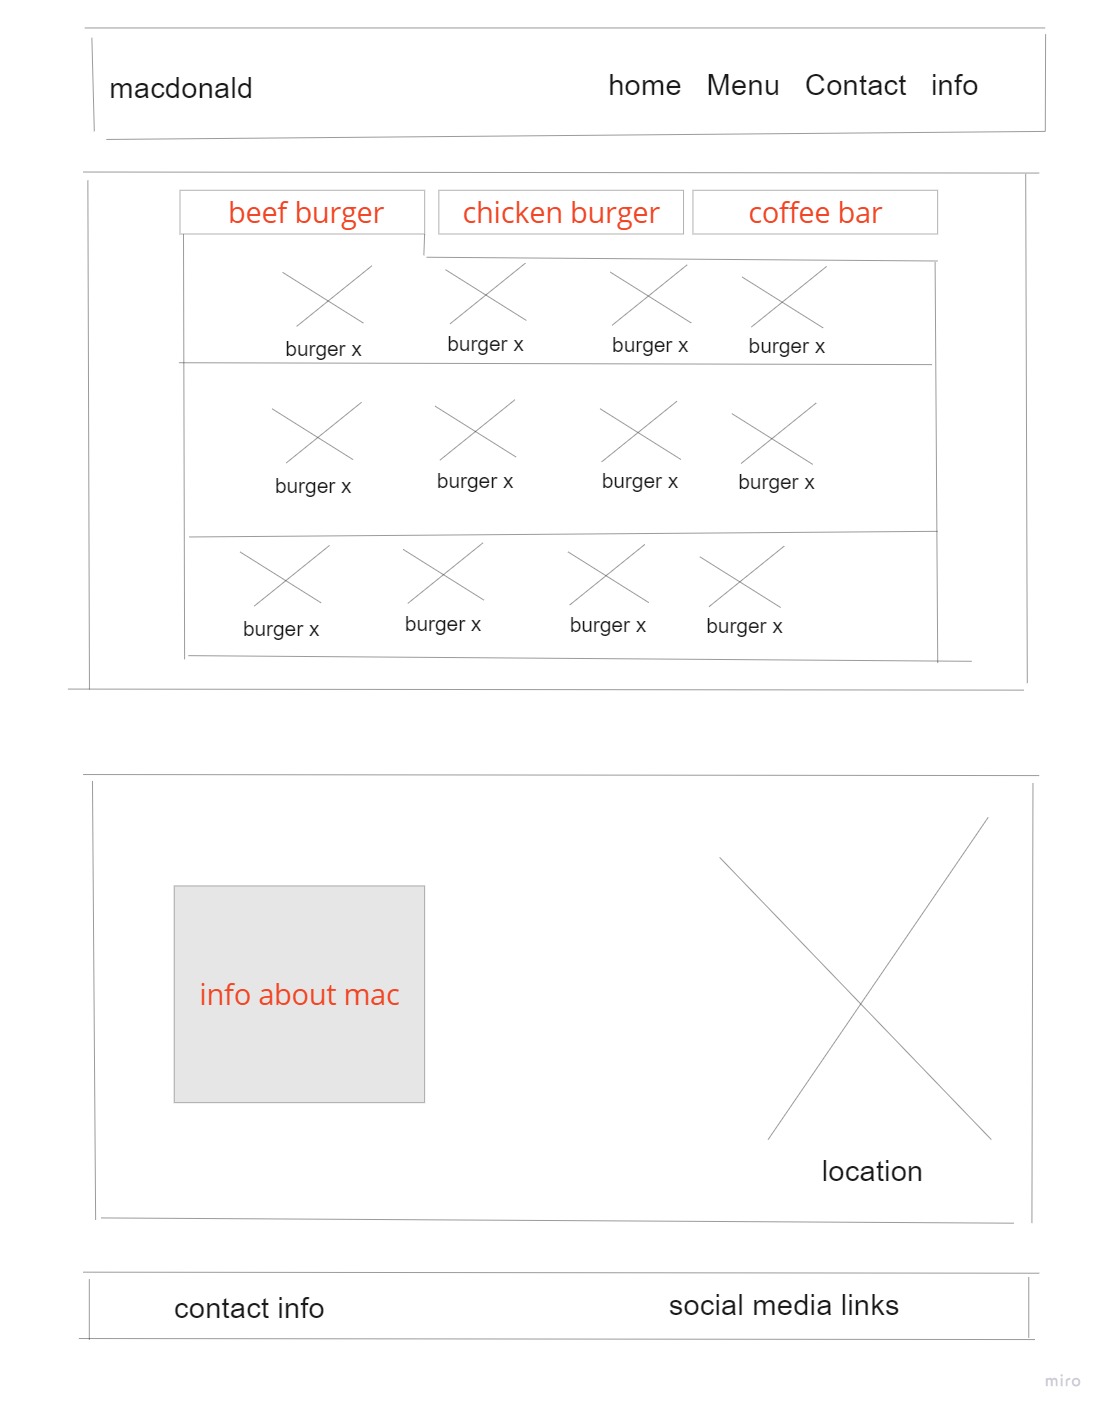 macdonald
home Menu Contact info
beef burger chicken burger coffee bar
burger x burger x burger x burger x
burger x burger x burger x burger x
burger x burger x burger x burger x
info about mac
location
contact info social media links
miro